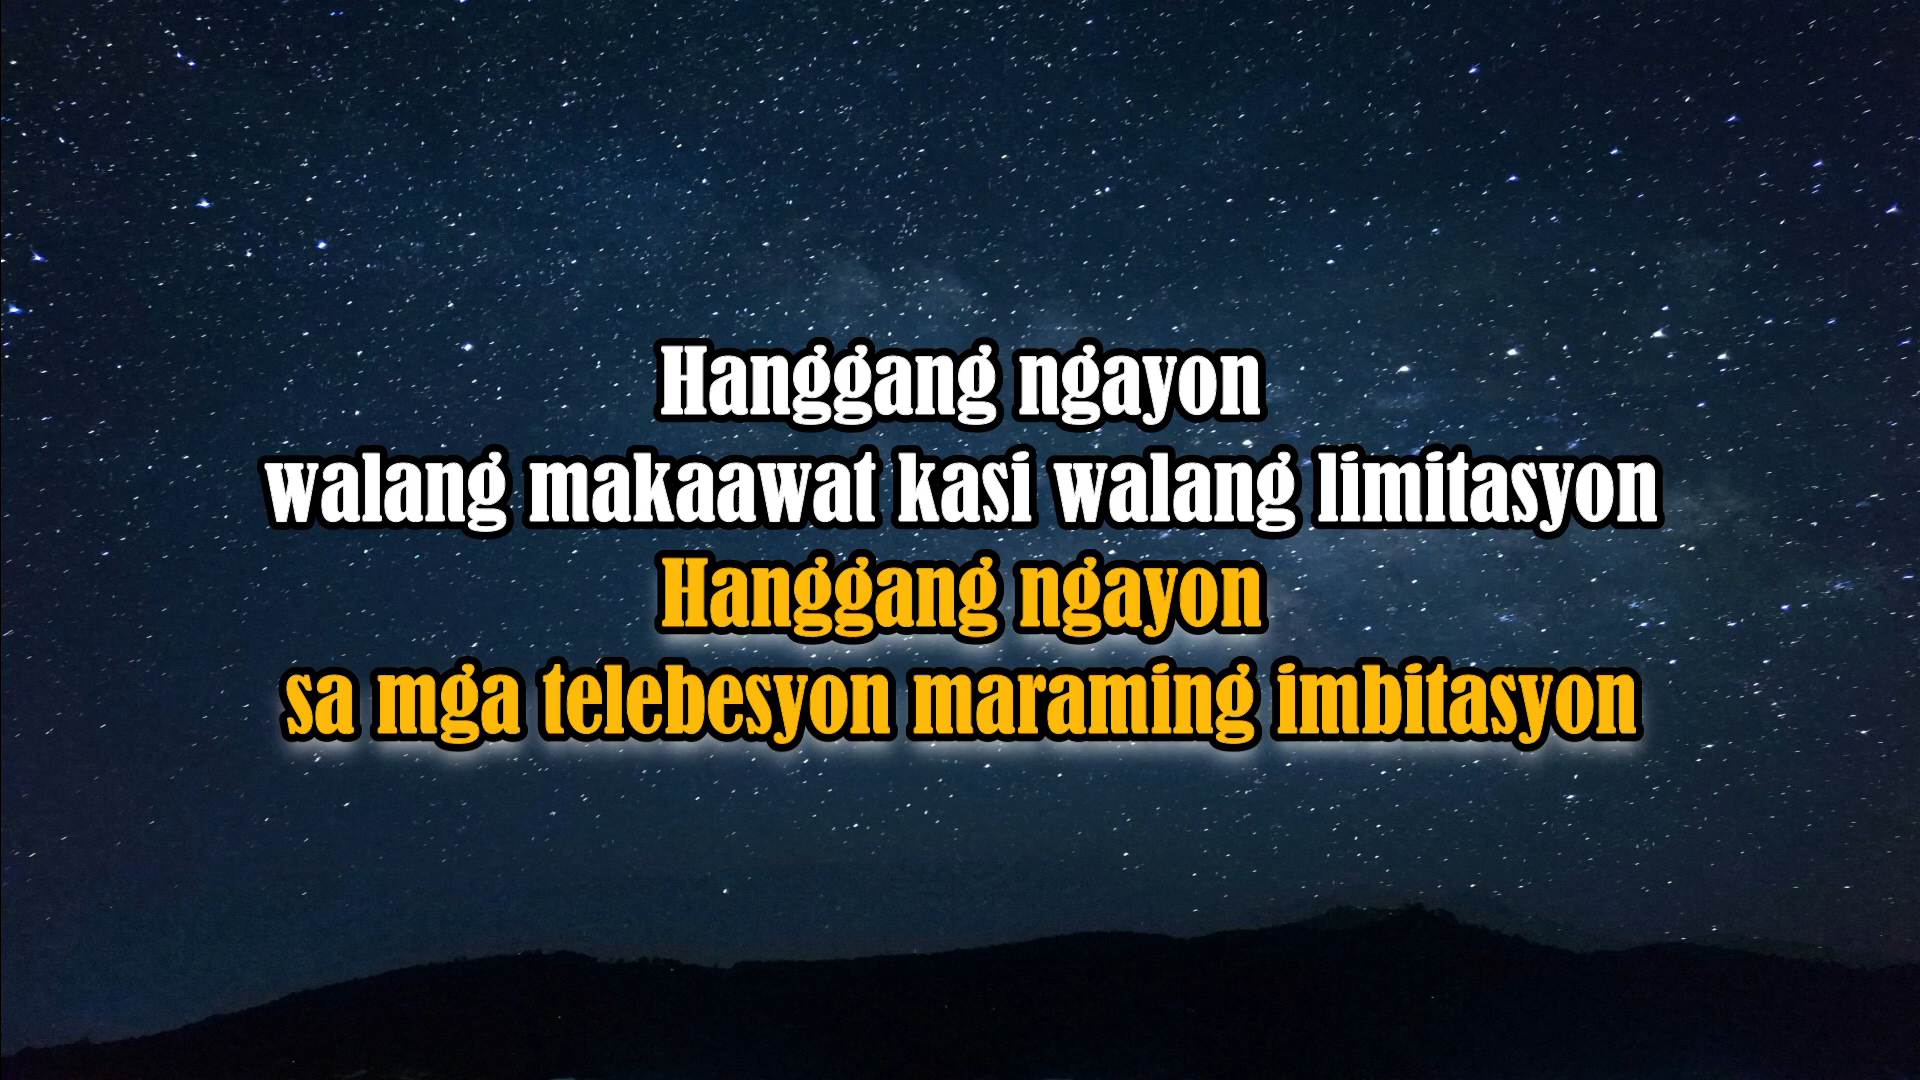 Hanggang ngayon
walang makaawat kasi walang limitasyon
Hanggang ngayon
sa mga telebesyon maraming imbitasyon